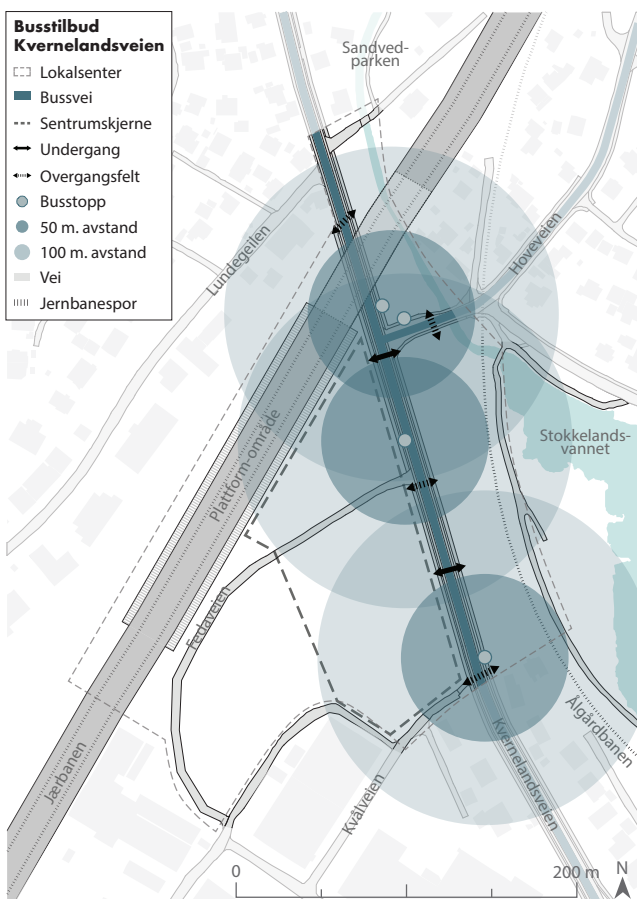 Busstilbud
Kvernelandsveien
Lokalsenter
Bussvei
Sentrumskjerne
Undergang
Overgangsfelt
Busstopp
50 m. avstand
100 m. avstand
Vei
Jernbanespor
Sandved-
parken
Lundegeilen
Hoveveien
Stokkelands-
vannet
Plattform-område
Fedaveien
Jærbanen
Kvålveien
Kvernelandsveien
Ålgårdbanen
0
200 m
N